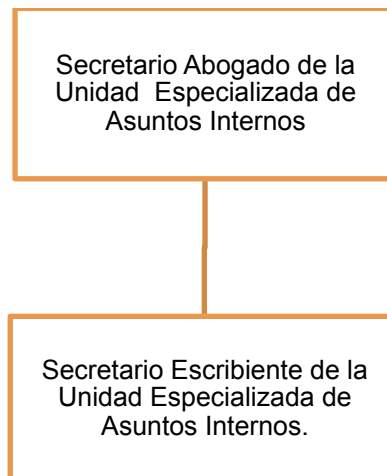 Secretario Abogado de la
Unidad Especializada de
Asuntos Internos
Secretario Escribiente de la
Unidad Especializada de
Asuntos Internos.